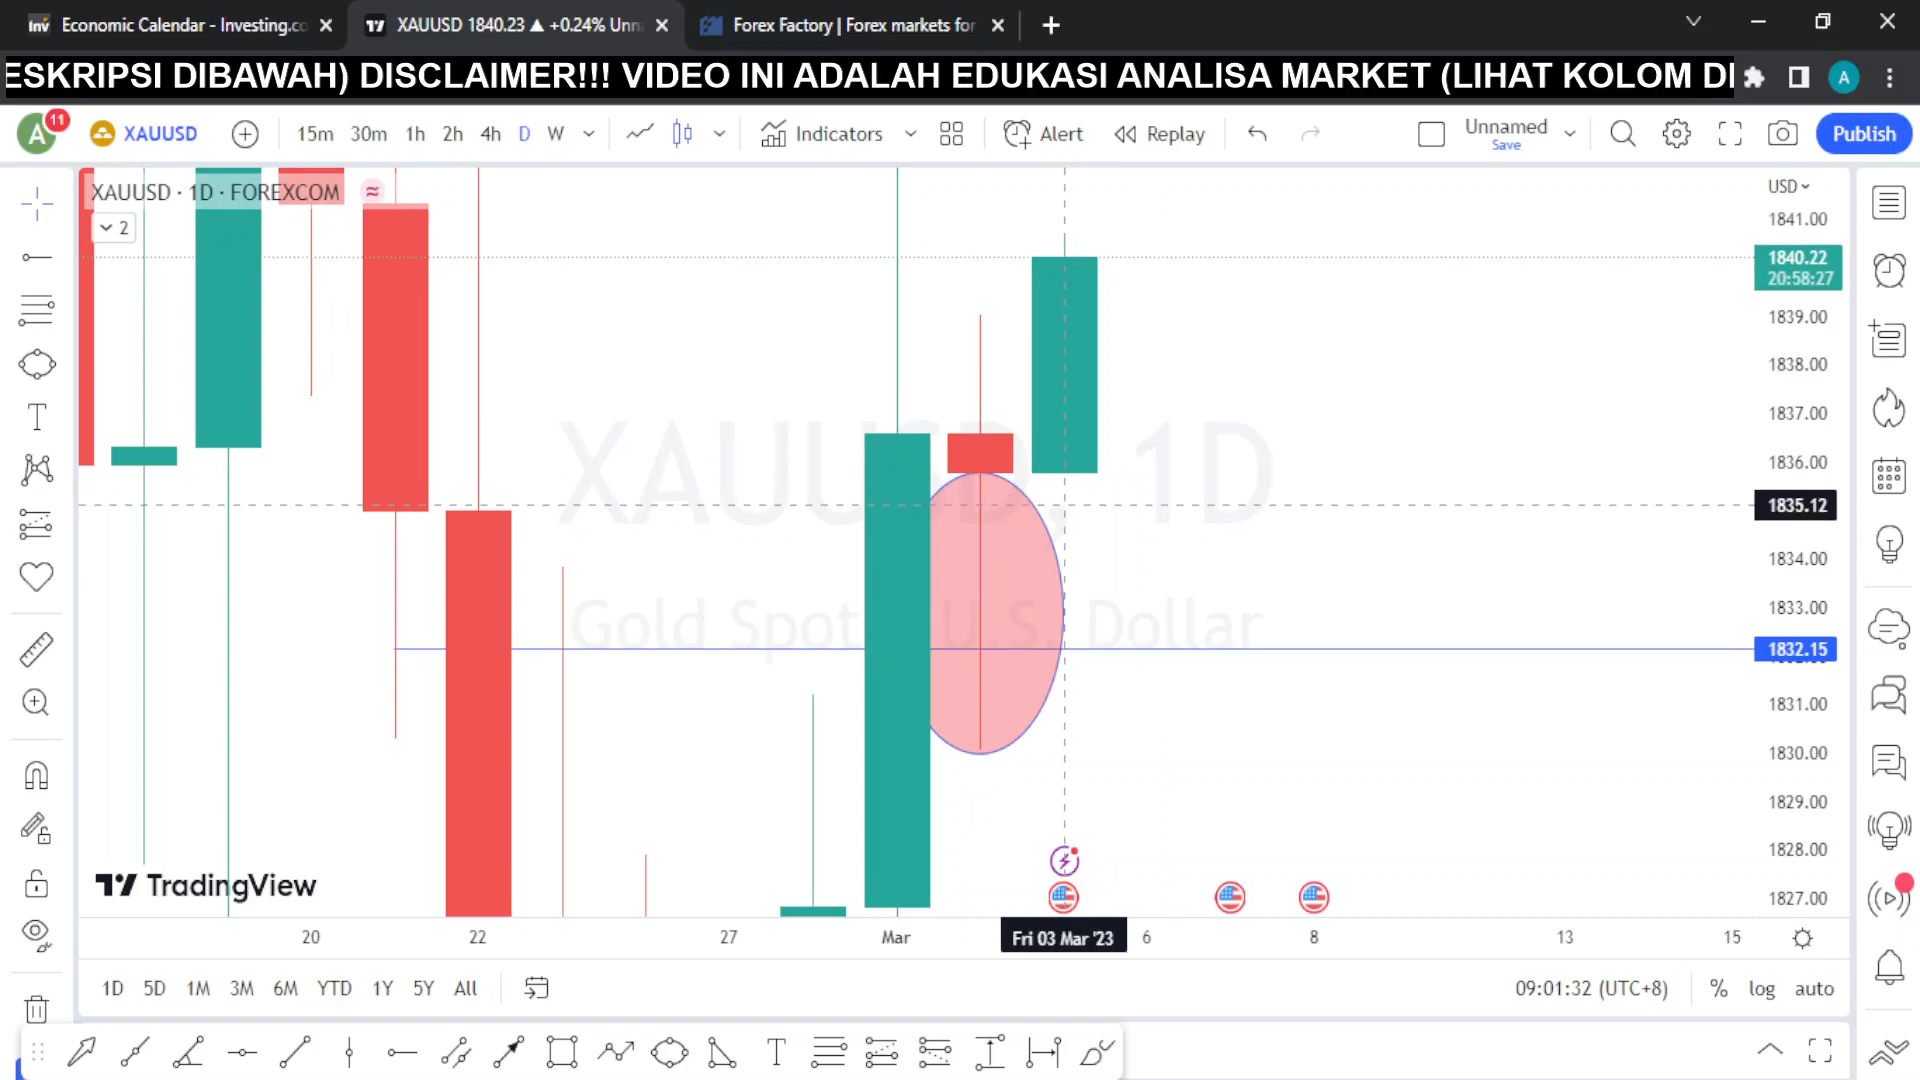 Economic Calendar - Investing.co
XAUUSD 1840.23 ▲ +0.24% Unn
Forex Factory | Forex markets for
ESKRIPSI DIBAWAH) DISCLAIMER!!! VIDEO INI ADALAH EDUKASI ANALISA MARKET (LIHAT KOLOM DI
A
A
11
XAUUSD
15m 30m 1h 2h 4h D W
Indicators
Alert
Replay
Unnamed
Save
Publish
XAUUSD · 1D · FOREXCOM
2
XAUUSD, 1D
Gold Spot U.S. Dollar
USD
1841.00
1840.22
20:58:27
1839.00
1838.00
1837.00
1836.00
1835.12
1834.00
1833.00
1832.15
1831.00
1830.00
1829.00
1828.00
1827.00
TradingView
20 22 27 Mar Fri 03 Mar '23 6 8 13 15
1D 5D 1M 3M 6M YTD 1Y 5Y All
09:01:32 (UTC+8) % log auto